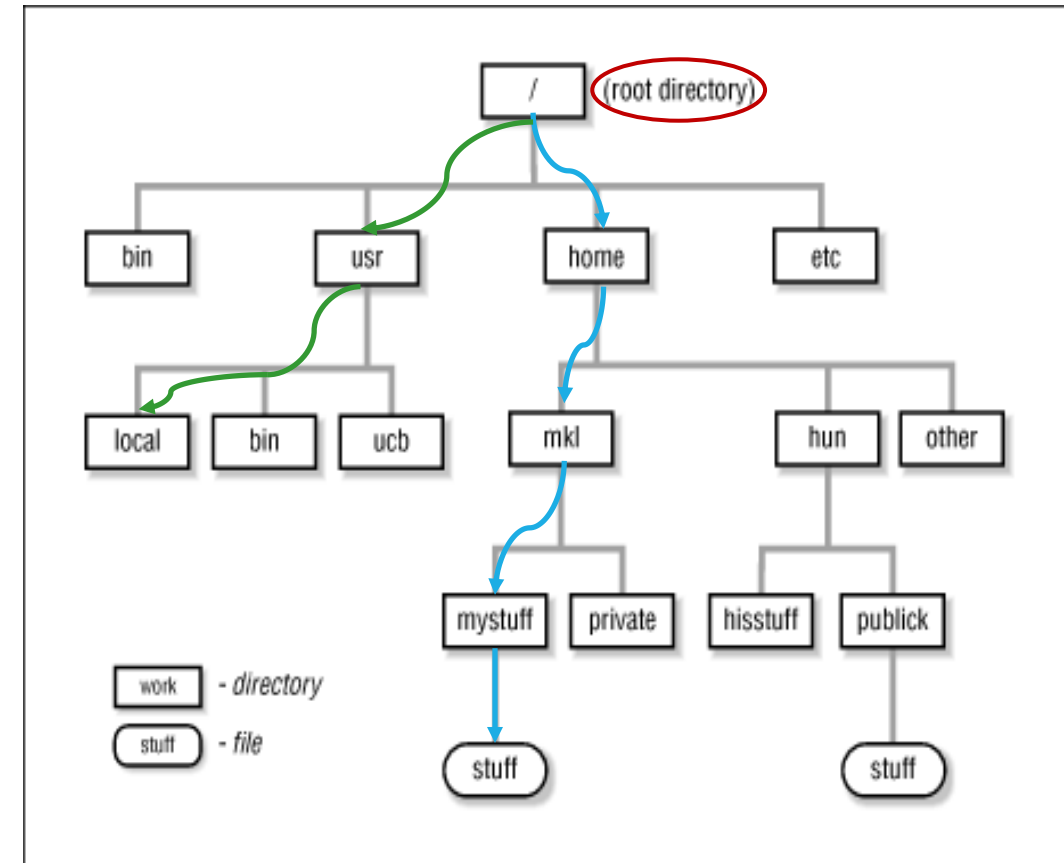 / (root directory)
bin usr home etc
local bin ucb mkl hun other
mystuff private hisstuff publick
work - directory
stuff - file
stuff stuff